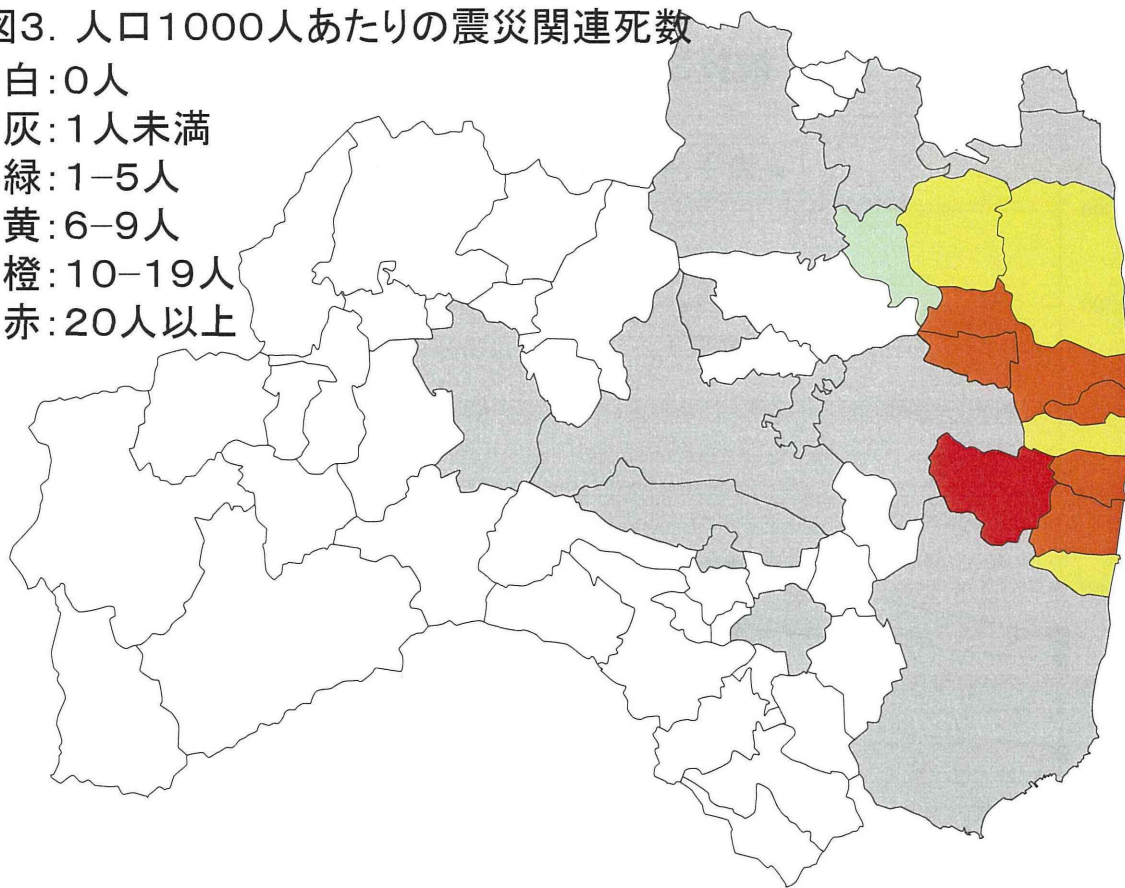 図3. 人口1000人あたりの震災関連死数
白:0人
灰:1人未満
緑:1−5人
黄:6−9人
橙:10−19人
赤:20人以上